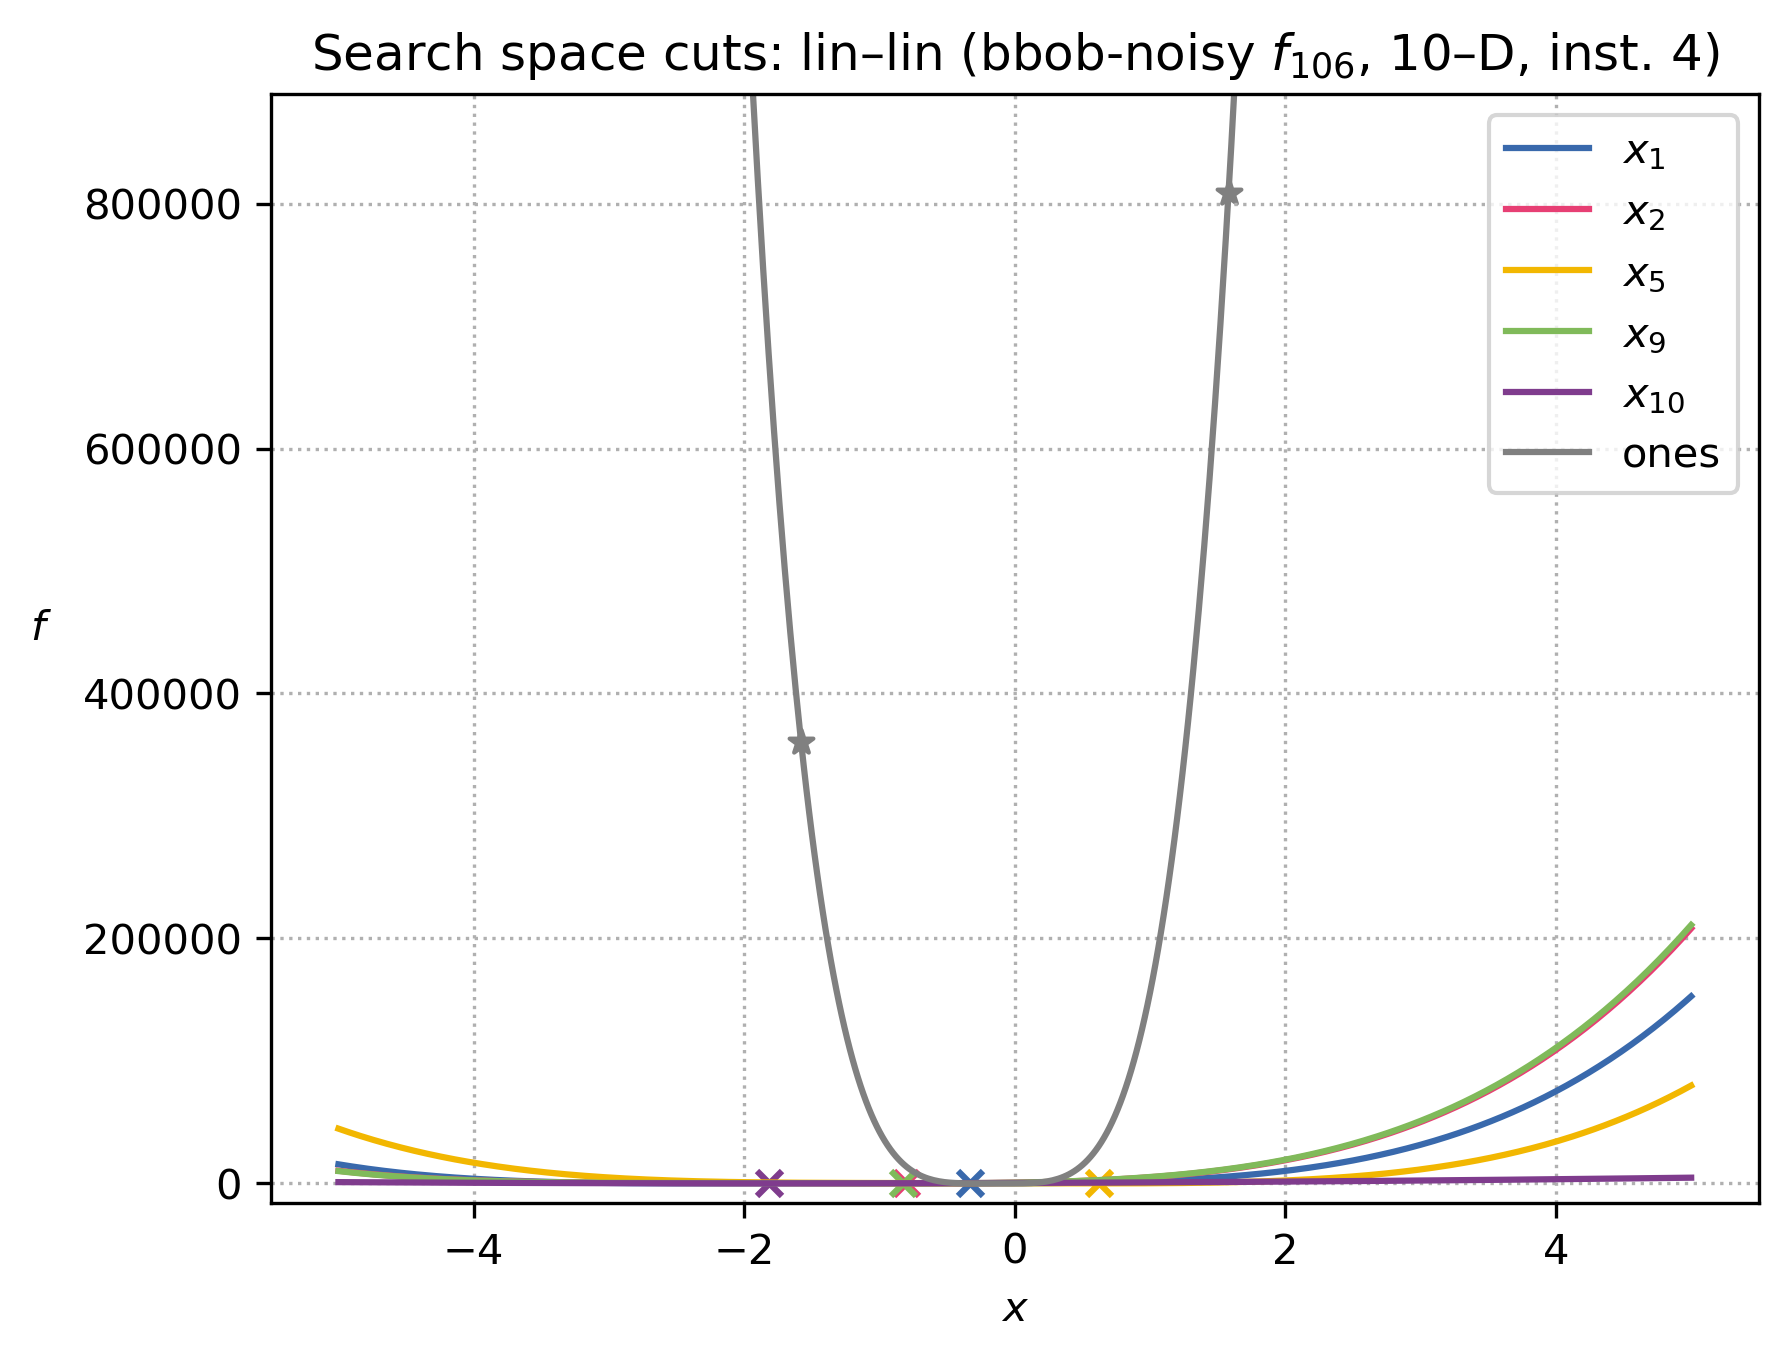 Search space cuts: lin–lin (bbob-noisy f₁₀₆, 10–D, inst. 4)
x₁
x₂
x₅
x₉
x₁₀
ones
800000
600000
400000
200000
0
f
−4
−2
0
2
4
x